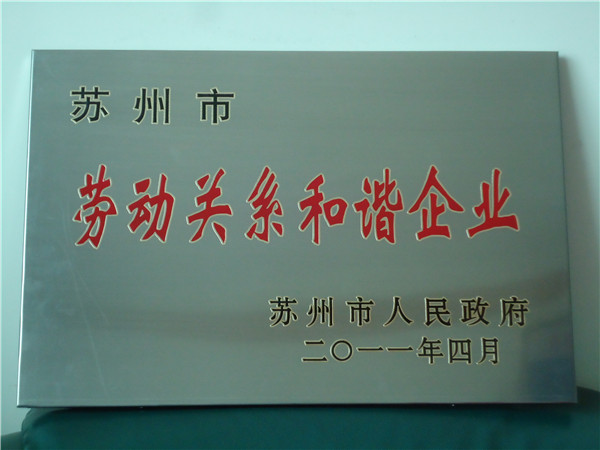 苏州市
劳动关系和谐企业
苏州市人民政府
二〇一一年四月